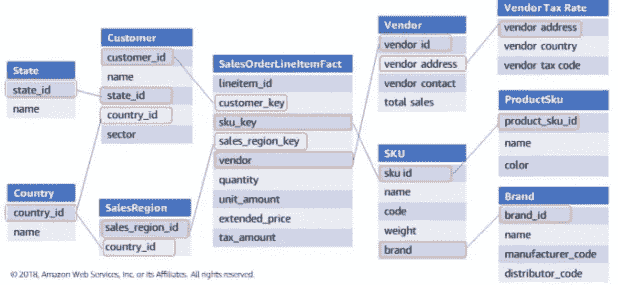 State
state_id
name
Country
country_id
name
Customer
customer_id
name
state_id
country_id
sector
SalesRegion
sales_region_id
country_id
SalesOrderLineItemFact
lineitem_id
customer_key
sku_key
sales_region_key
vendor
quantity
unit_amount
extended_price
tax_amount
Vendor
vendor id
vendor address
vendor contact
total sales
SKU
sku id
name
code
weight
brand
Vendor Tax Rate
vendor address
vendor country
vendor tax code
ProductSku
product_sku_id
name
color
Brand
brand_id
name
manufacturer_code
distributor_code
© 2018, Amazon Web Services, Inc. or its Affiliates. All rights reserved.